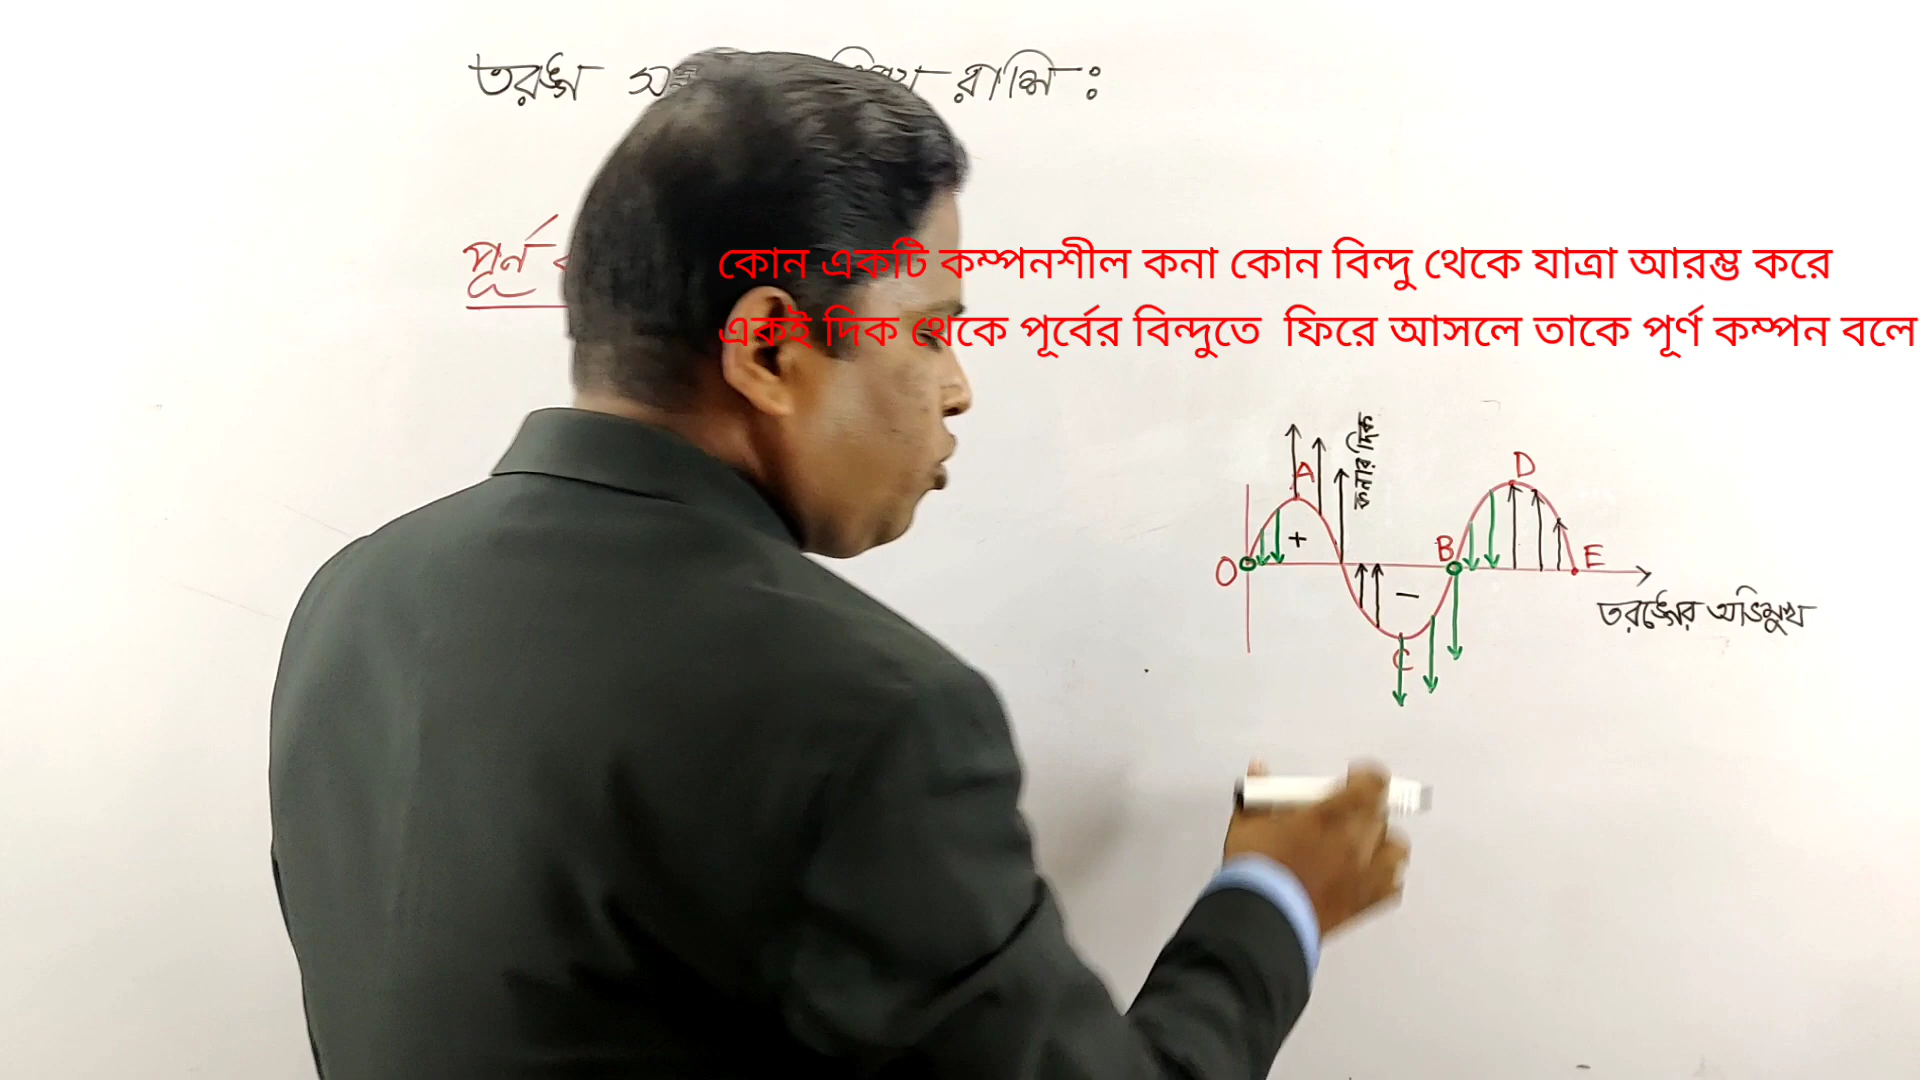 তরঙ্গ রাশি :
পূর্ন
কোন একটি কম্পনশীল কনা কোন বিন্দু থেকে যাত্রা আরম্ভ করে
একই দিক থেকে পূর্বের বিন্দুতে ফিরে আসলে তাকে পূর্ণ কম্পন বলে
কনার দিক
A
D
+
B
E
O
−
তরঙ্গের অভিমুখ
C